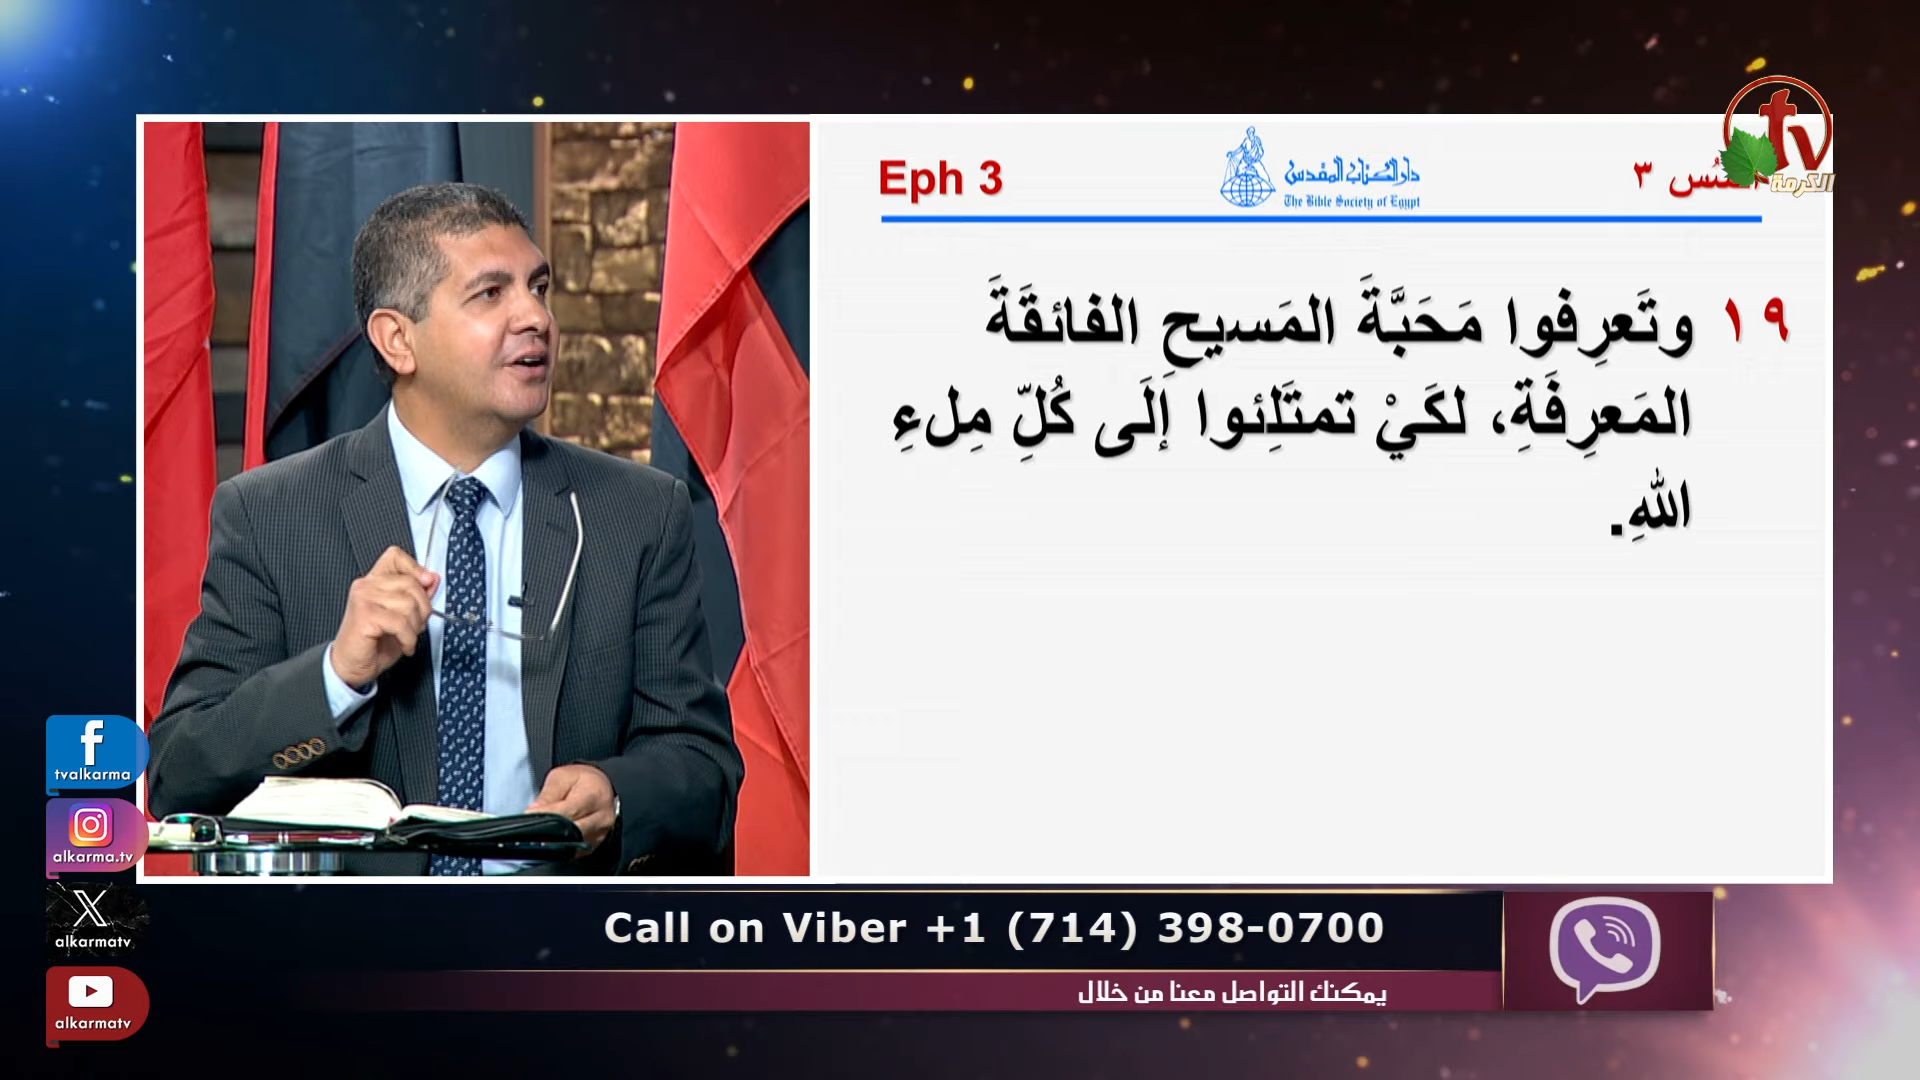 tv
الكرمة
Eph 3
دار الكتاب المقدس
The Bible Society of Egypt
٣
١٩ وتَعرِفوا مَحَبَّةَ المَسيحِ الفائقَةَ
المَعرِفَةِ، لكَيْ تمتَلِئوا إلَى كُلِّ مِلءِ
اللهِ.
tvalkarma
alkarma.tv
alkarmatv
alkarmatv
Call on Viber +1 (714) 398-0700
يمكنك التواصل معنا من خلال